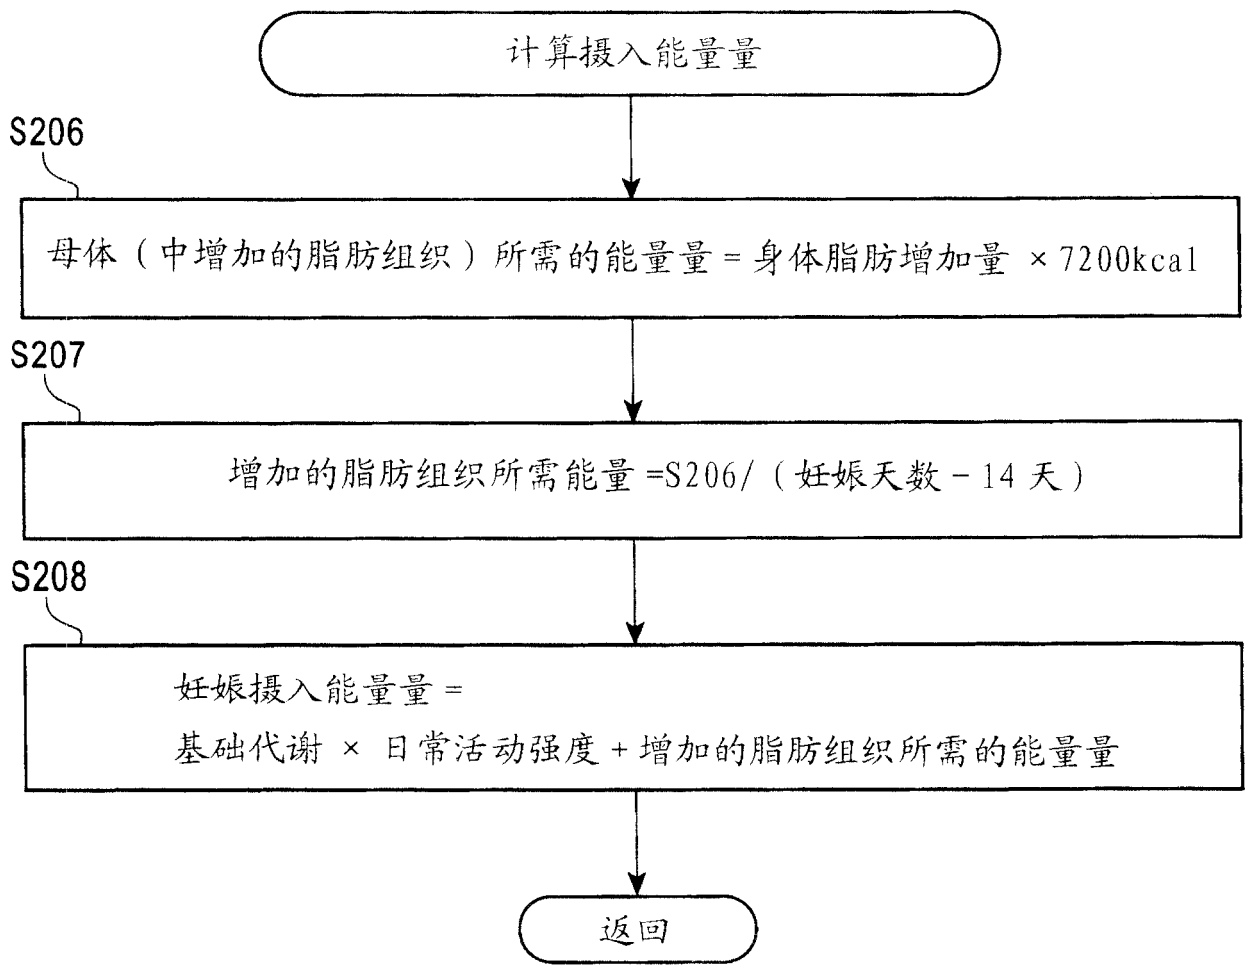 计算摄入能量量
S206
母体(中增加的脂肪组织)所需的能量量=身体脂肪增加量 ×7200kcal
S207
增加的脂肪组织所需能量=S206/(妊娠天数-14天)
S208
妊娠摄入能量量=
基础代谢 × 日常活动强度+增加的脂肪组织所需的能量量
返回